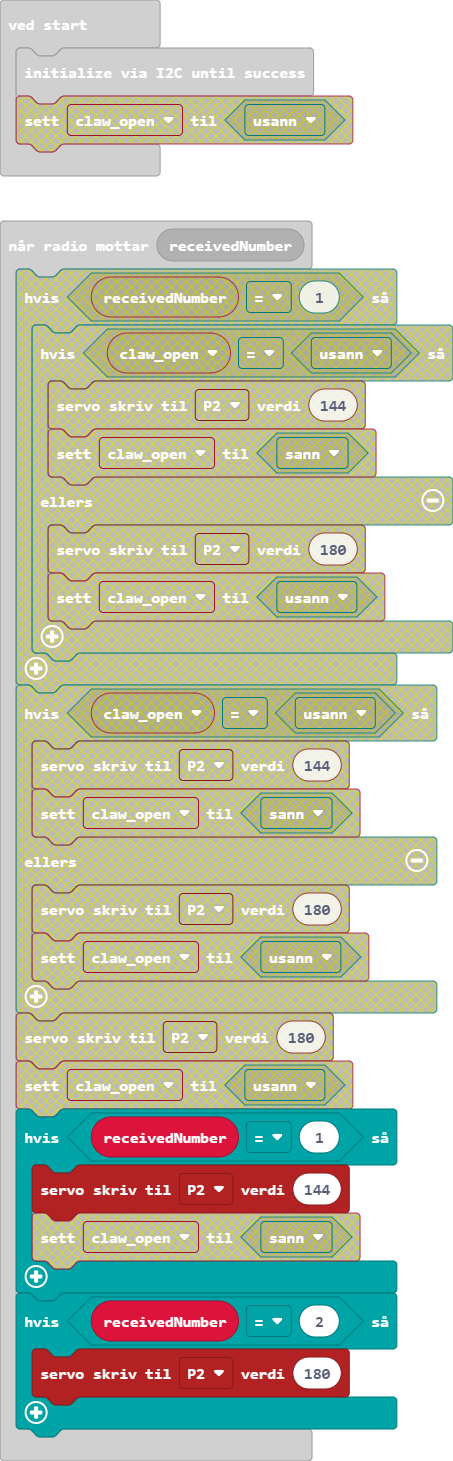 ved start
initialize via I2C until success
sett claw_open til usann
når radio mottar receivedNumber
hvis receivedNumber = 1 så
hvis claw_open = usann så
servo skriv til P2 verdi 144
sett claw_open til sann
ellers
servo skriv til P2 verdi 180
sett claw_open til usann
hvis claw_open = usann så
servo skriv til P2 verdi 144
sett claw_open til sann
ellers
servo skriv til P2 verdi 180
sett claw_open til usann
servo skriv til P2 verdi 180
sett claw_open til usann
hvis receivedNumber = 1 så
servo skriv til P2 verdi 144
sett claw_open til sann
hvis receivedNumber = 2 så
servo skriv til P2 verdi 180